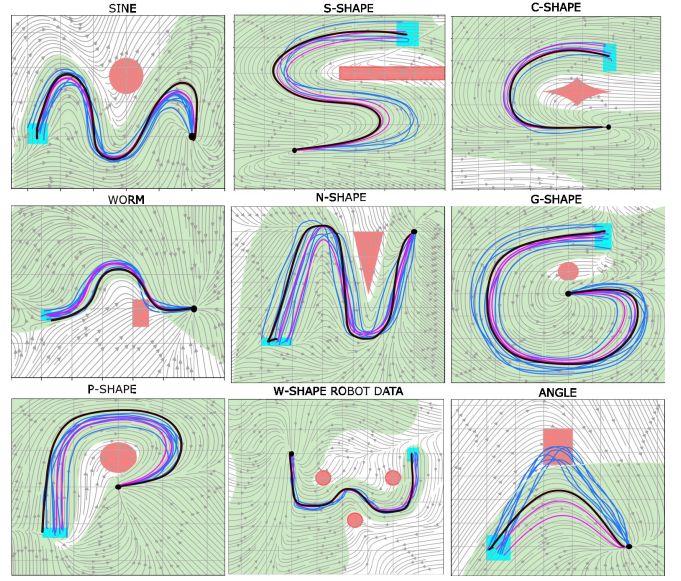 SINE
S-SHAPE
C-SHAPE
WORM
N-SHAPE
G-SHAPE
P-SHAPE
W-SHAPE ROBOT DATA
ANGLE